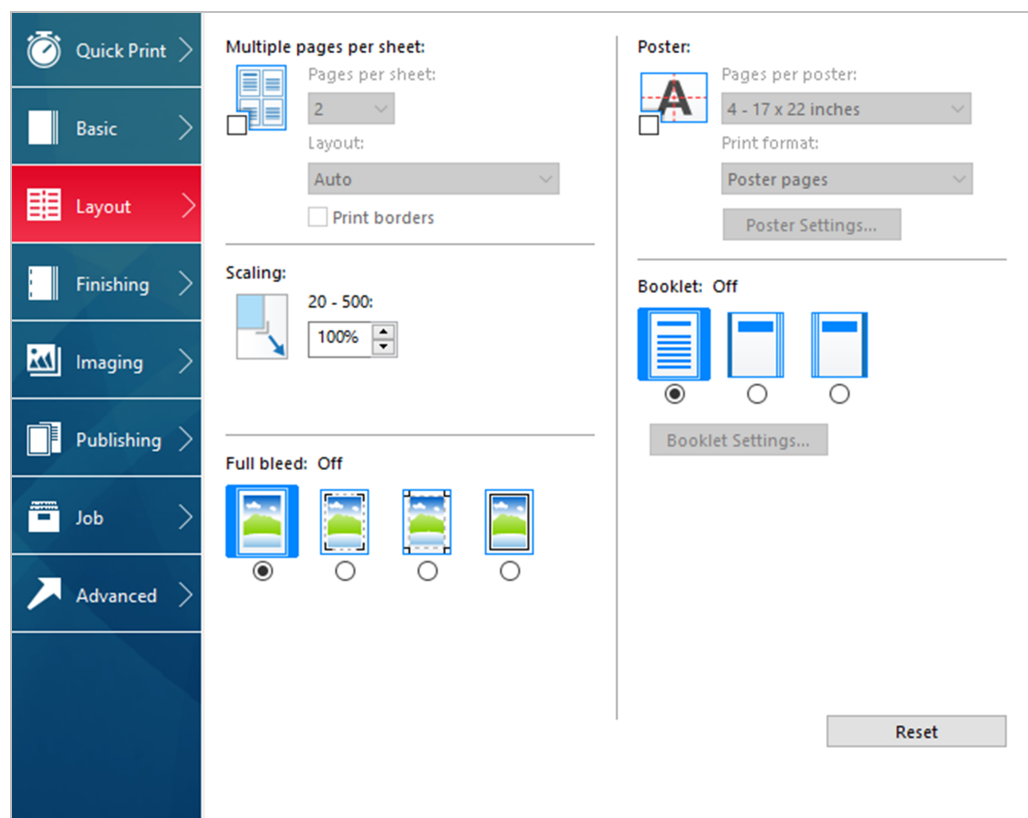 Quick Print
Basic
Layout
Finishing
Imaging
Publishing
Job
Advanced
Multiple pages per sheet:
Pages per sheet:
2
Layout:
Auto
Print borders
Scaling:
20 - 500:
100%
Full bleed: Off
Poster:
Pages per poster:
4 - 17 x 22 inches
Print format:
Poster pages
Poster Settings...
Booklet: Off
Booklet Settings...
Reset